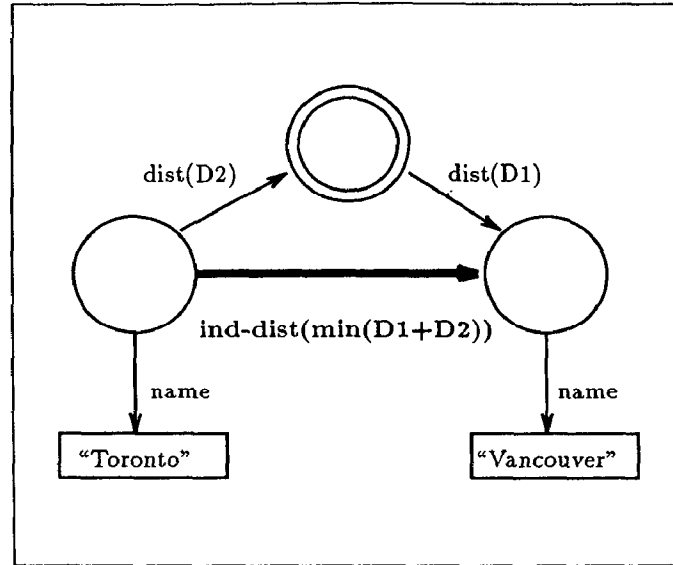 dist(D2)
dist(D1)
ind-dist(min(D1+D2))
name
name
“Toronto”
“Vancouver”